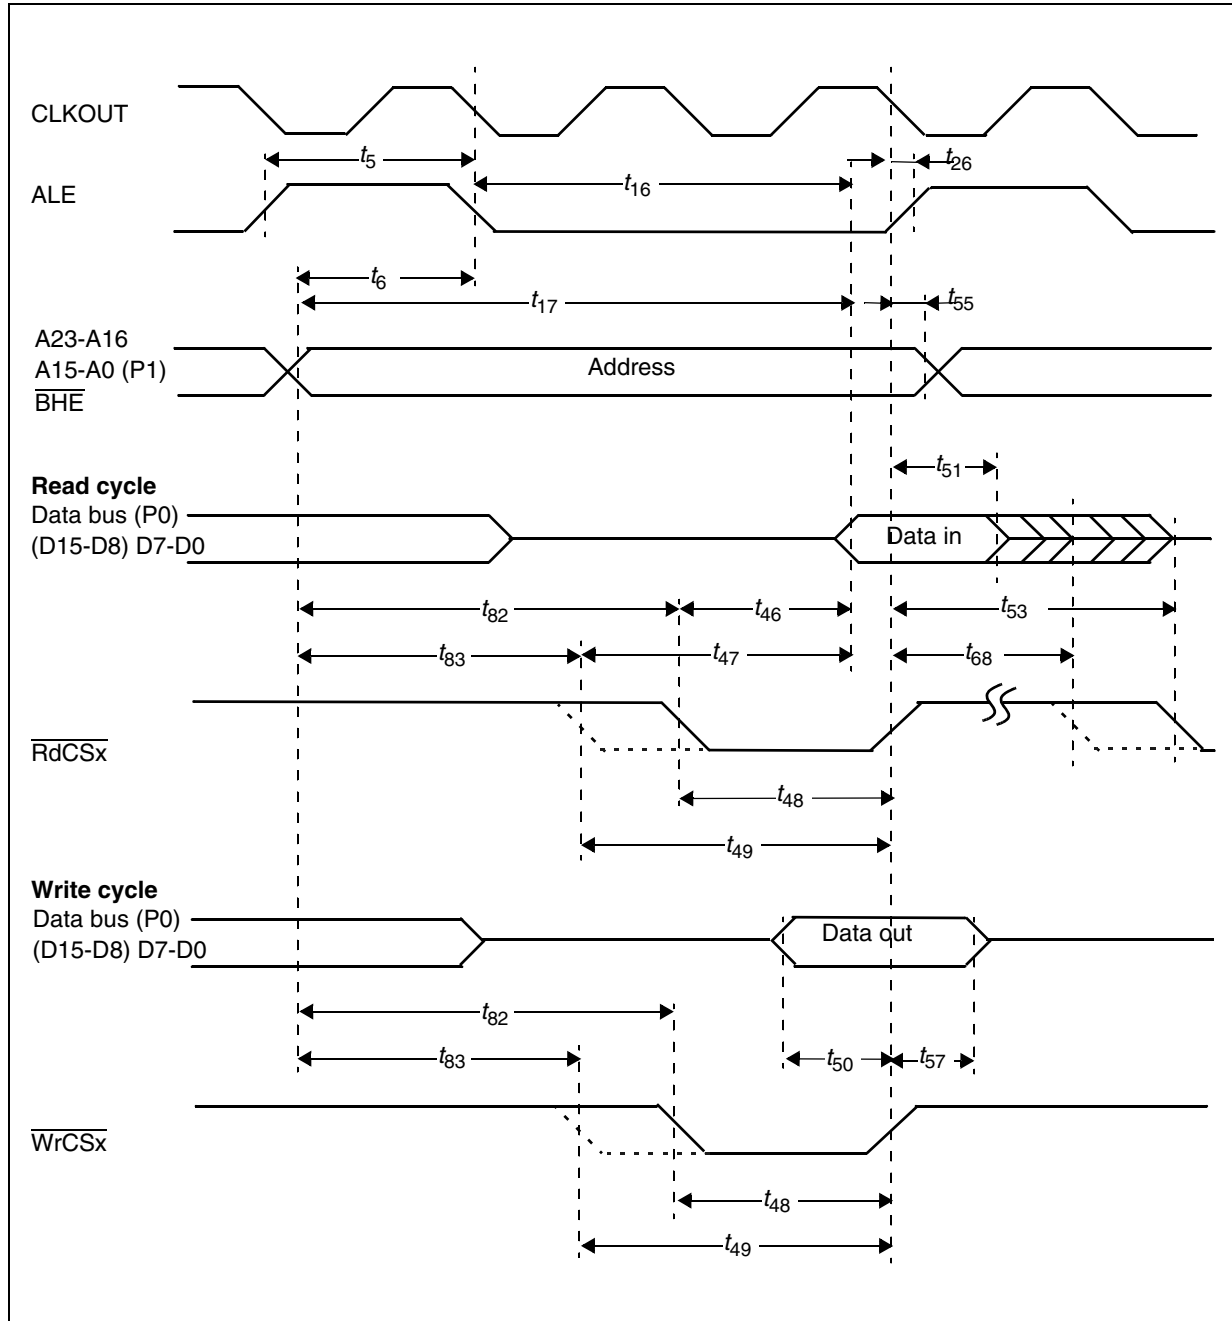 CLKOUT
t5
t26
ALE
t16
t6
t17
t55
A23-A16
A15-A0 (P1)
Address
BHE
t51
Read cycle
Data bus (P0)
(D15-D8) D7-D0
Data in
t82
t46
t53
t83
t47
t68
RdCSx
t48
t49
Write cycle
Data bus (P0)
(D15-D8) D7-D0
Data out
t82
t83
t50
t57
WrCSx
t48
t49